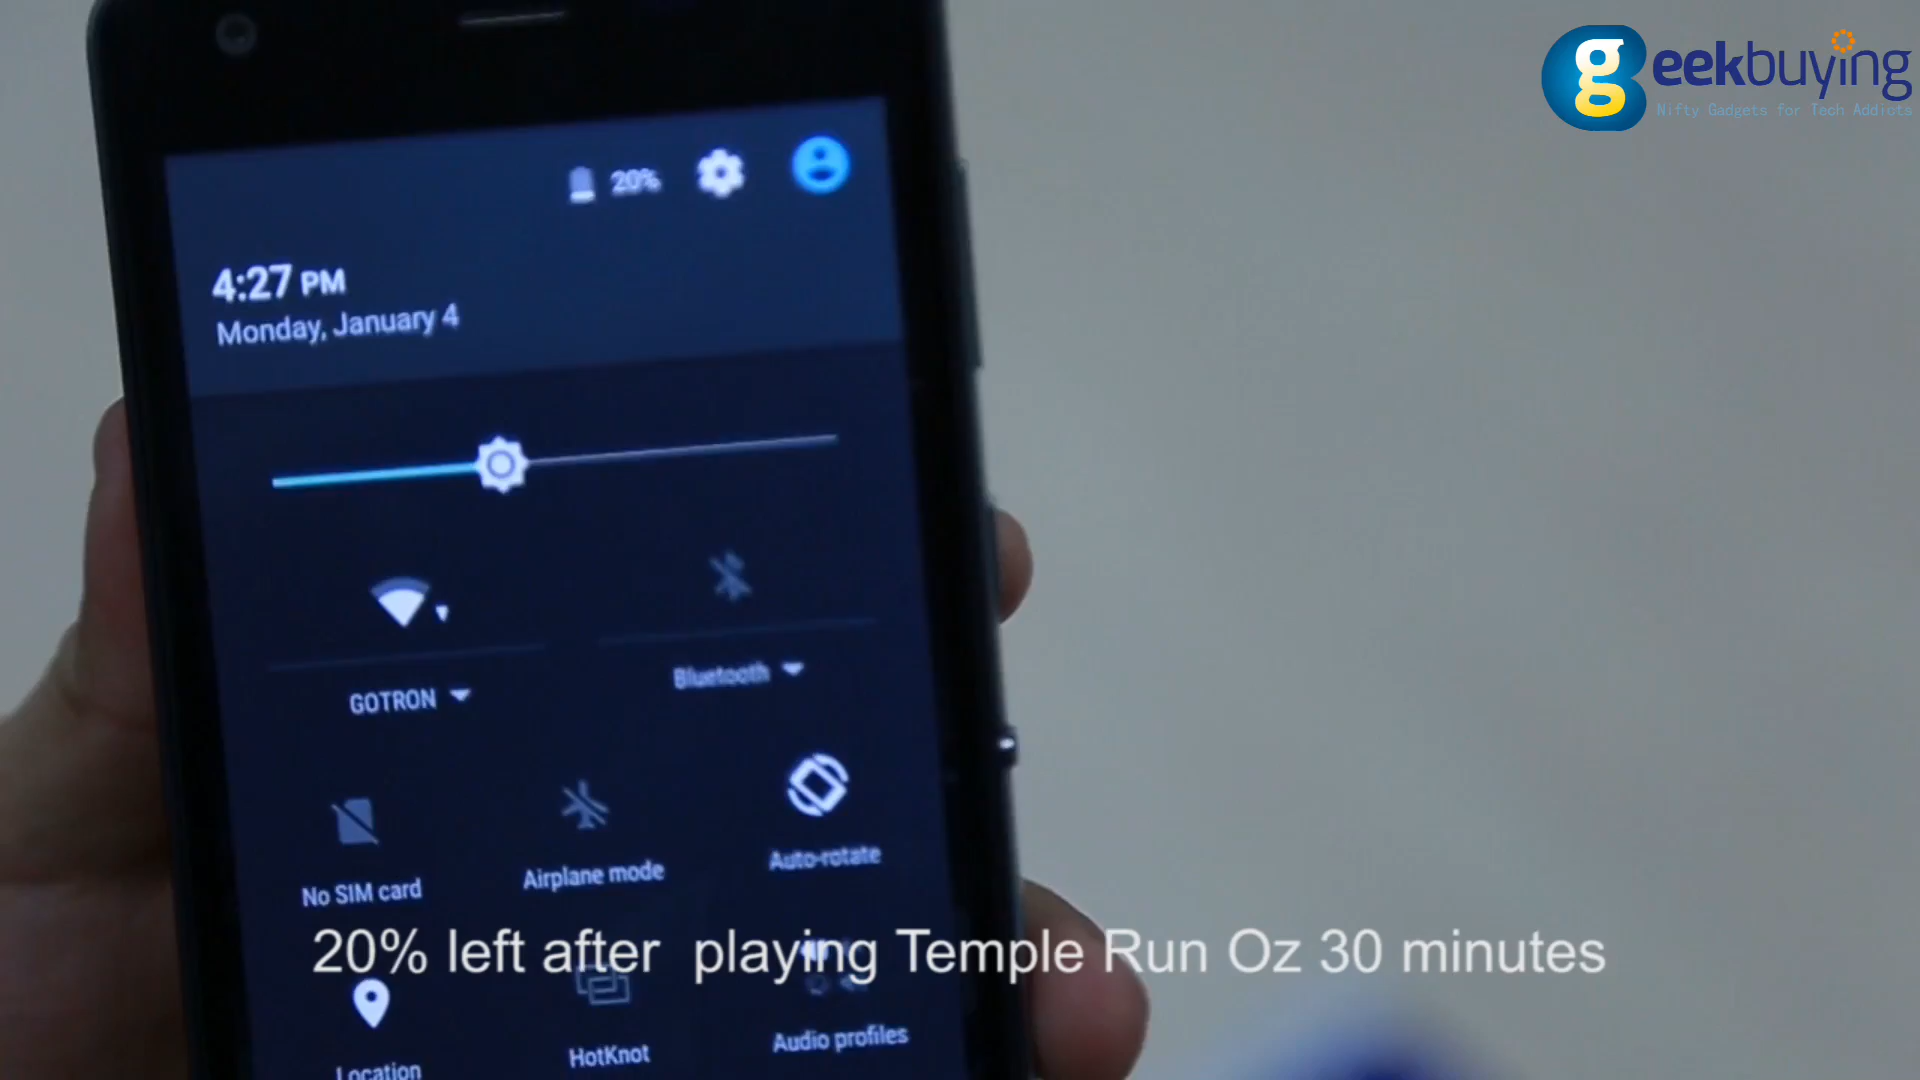 geekbuying
Nifty Gadgets for Tech Addicts
20%
4:27 PM
Monday, January 4
GOTRON
Bluetooth
No SIM card
Airplane mode
Auto-rotate
20% left after playing Temple Run Oz 30 minutes
Location
HotKnot
Audio profiles